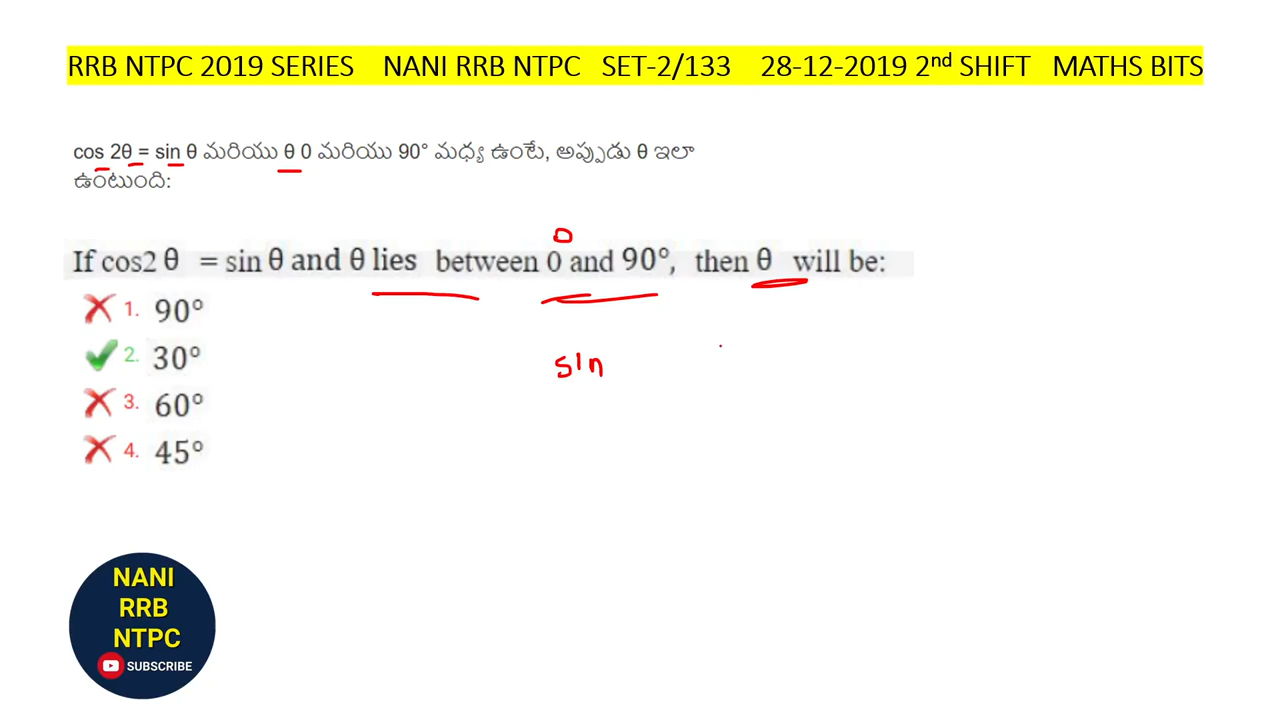 RRB NTPC 2019 SERIES NANI RRB NTPC SET-2/133 28-12-2019 2nd SHIFT MATHS BITS
cos 2θ = sin θ మరియు θ 0 మరియు 90° మధ్య ఉంటే, అప్పుడు θ ఇలా
ఉంటుంది:
0
If cos2 θ = sin θ and θ lies between 0 and 90°, then θ will be:
1. 90°
2. 30°
sin
3. 60°
4. 45°
NANI
RRB
NTPC
SUBSCRIBE